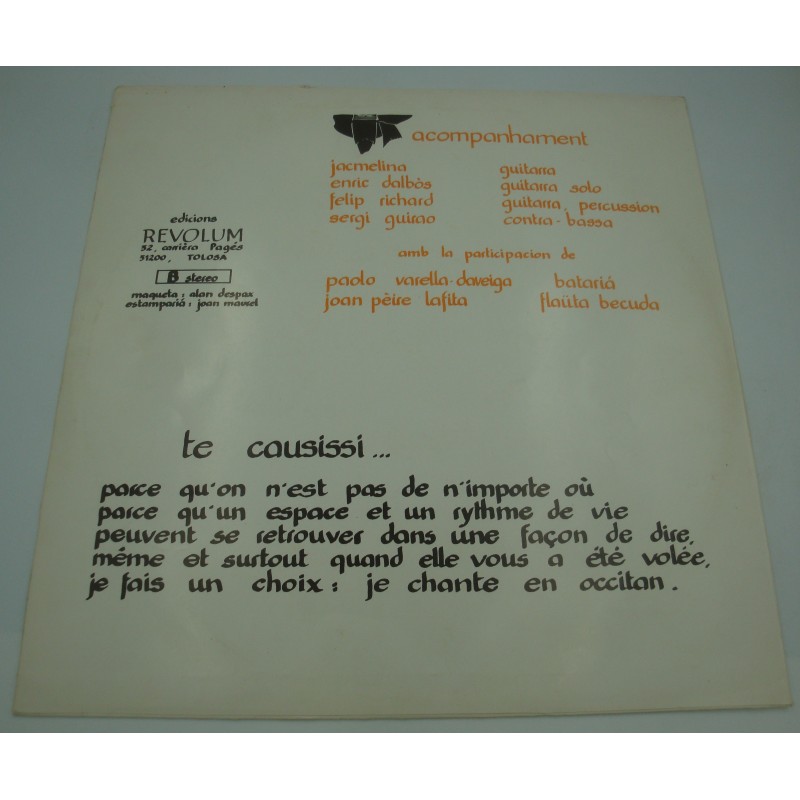 acompanhament
jacmelina guitarra
enric dalbòs guitarra solo
felip richard guitarra, percussion
sergi guirao contra-bassa
amb la participacion de
paolo varella-daveiga batariá
joan pèire lafita flaüta becuda
edicions
REVOLUM
32, carrièra Pagés
31200, TOLOSA
B stereo
maqueta : alan despax
estampariá : joan maurel
te causissi...
parce qu'on n'est pas de n'importe où
parce qu'un espace et un rythme de vie
peuvent se retrouver dans une façon de dire,
même et surtout quand elle vous a été volée,
je fais un choix : je chante en occitan.